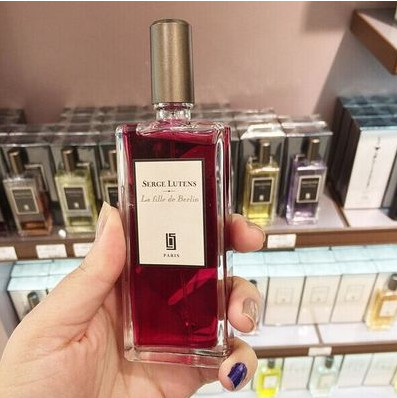 SERGE LUTENS
La fille de Berlin
PARIS